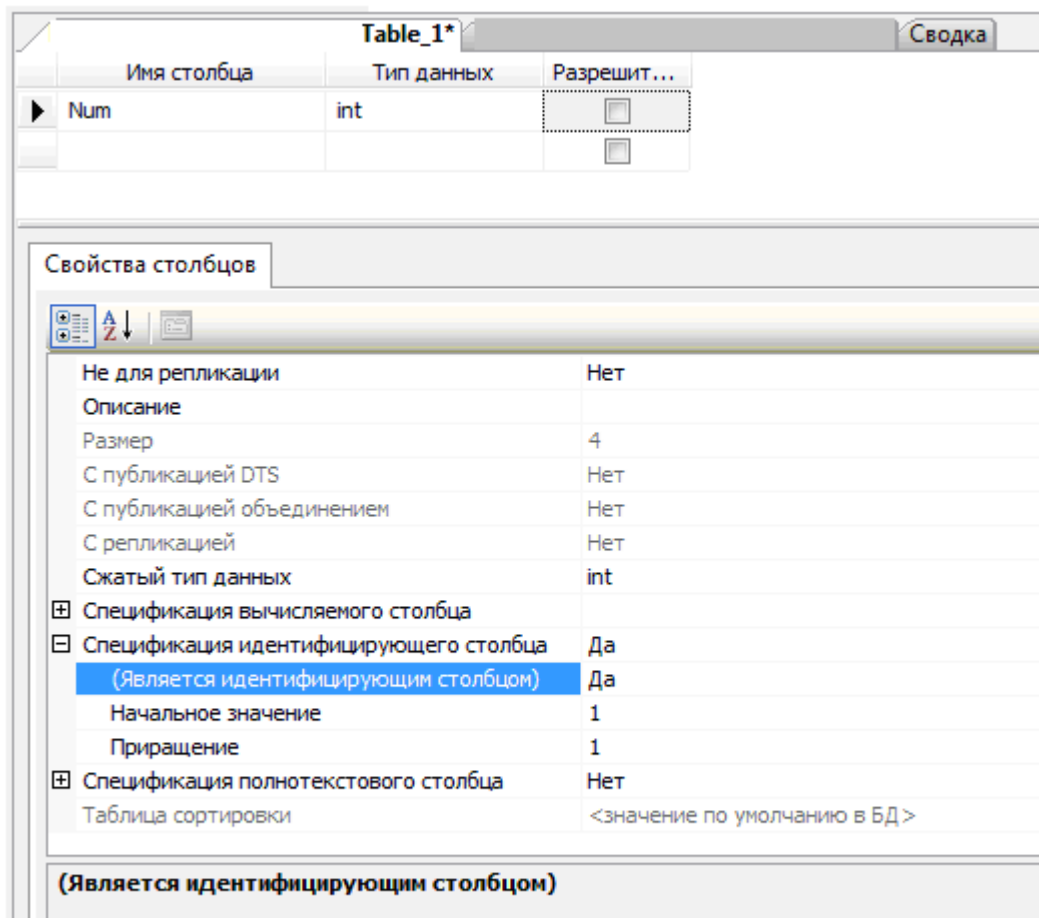 Table_1*
Сводка
Имя столбца Тип данных Разрешит...
Num int
Свойства столбцов
Не для репликации Нет
Описание
Размер 4
С публикацией DTS Нет
С публикацией объединением Нет
С репликацией Нет
Сжатый тип данных int
Спецификация вычисляемого столбца
Спецификация идентифицирующего столбца Да
(Является идентифицирующим столбцом) Да
Начальное значение 1
Приращение 1
Спецификация полнотекстового столбца Нет
Таблица сортировки <значение по умолчанию в БД>
(Является идентифицирующим столбцом)